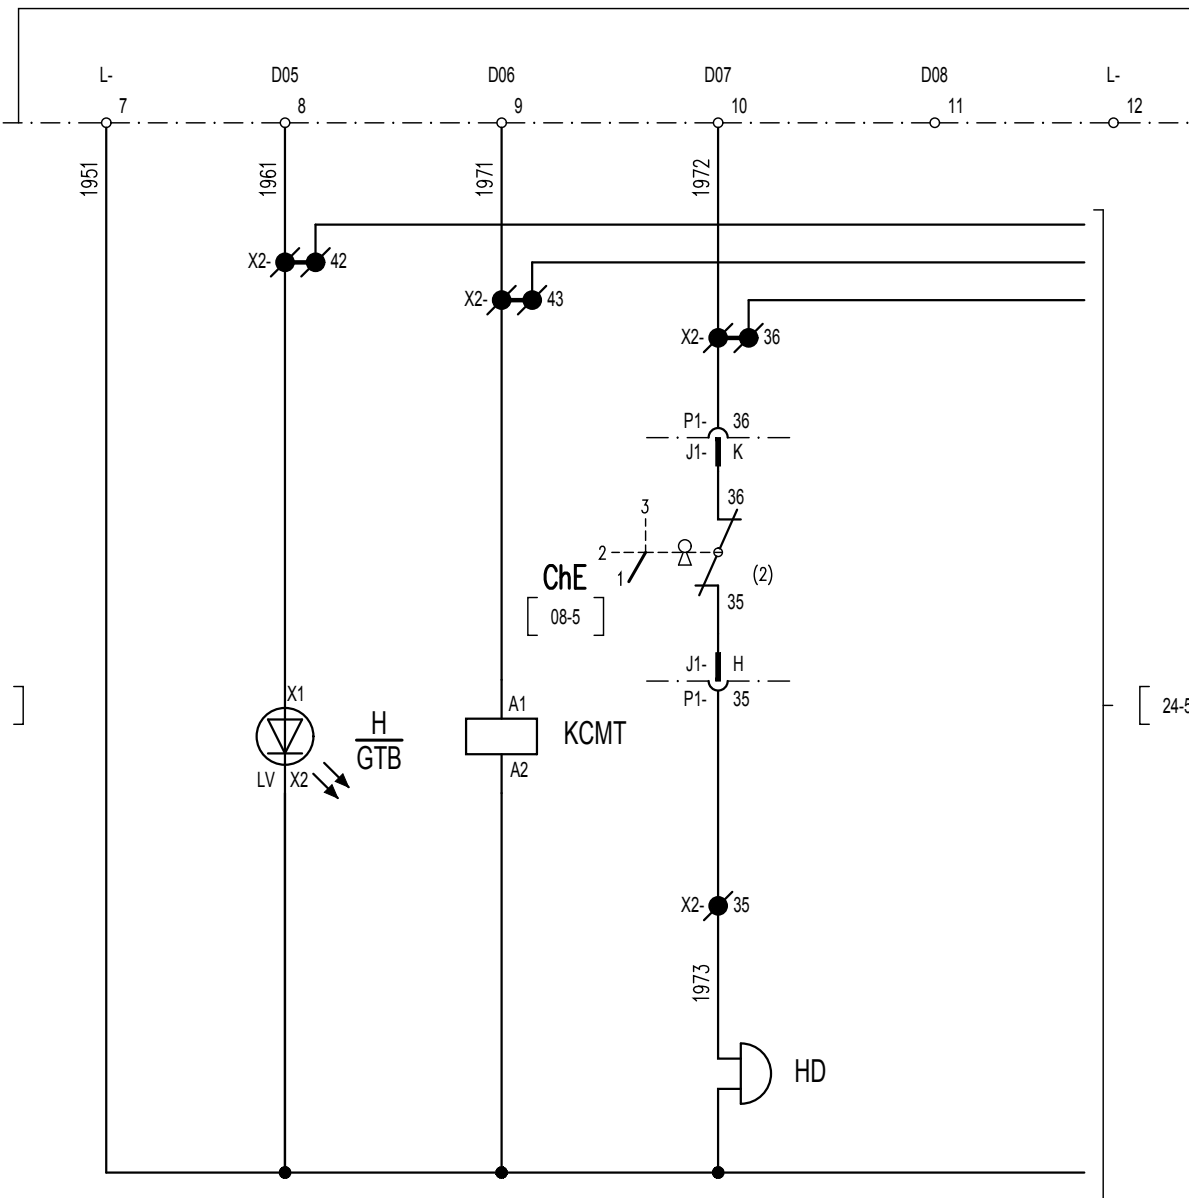 L- D05 D06 D07 D08 L-
7 8 9 10 11 12
1951 1961 1971 1972
X2- 42
X2- 43
X2- 36
P1- 36
J1- K
36
3
2
1
ChE
(2)
08-5
35
J1- H
P1- 35
X1
H
GTB
LV X2
A1
KCMT
A2
24-5
X2- 35
1973
HD